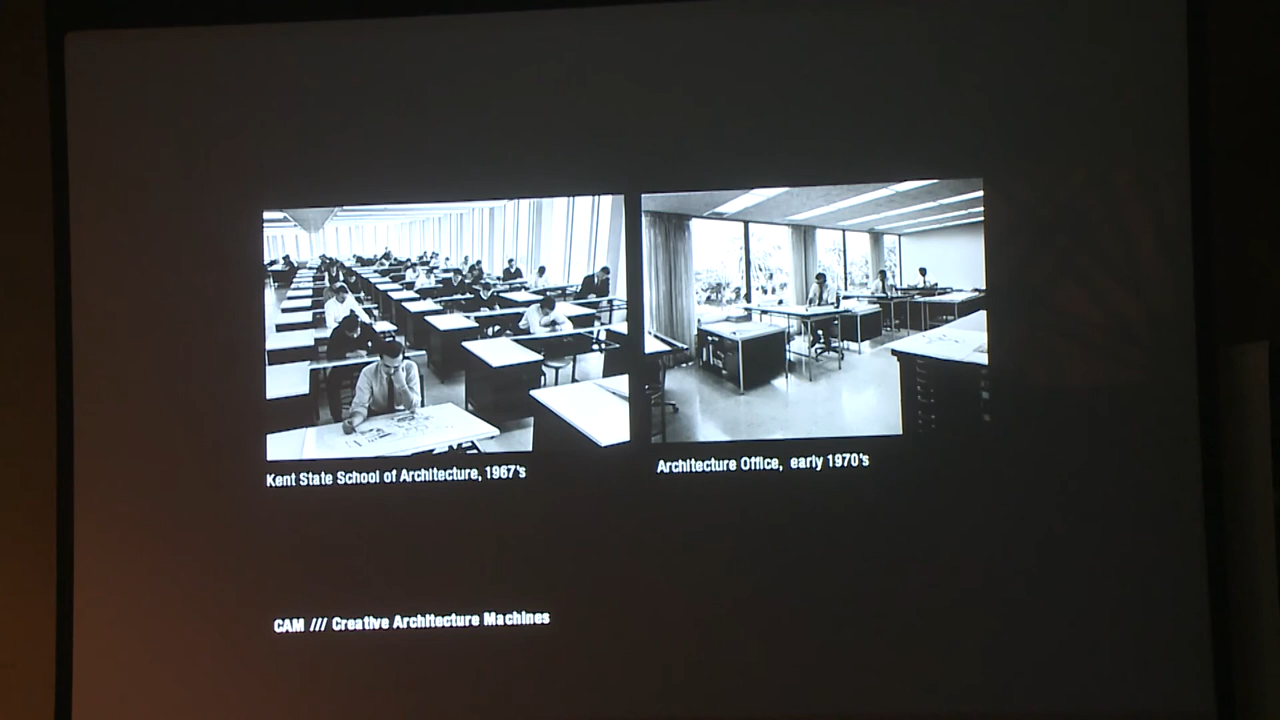 Kent State School of Architecture, 1967's
Architecture Office, early 1970's
CAM /// Creative Architecture Machines